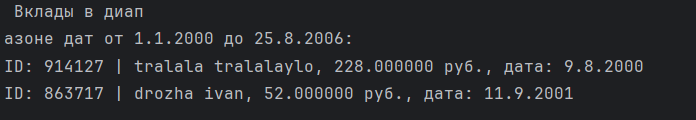 Вклады в диап
азоне дат от 1.1.2000 до 25.8.2006:
ID: 914127 | tralala tralalaylo, 228.000000 руб., дата: 9.8.2000
ID: 863717 | drozha ivan, 52.000000 руб., дата: 11.9.2001